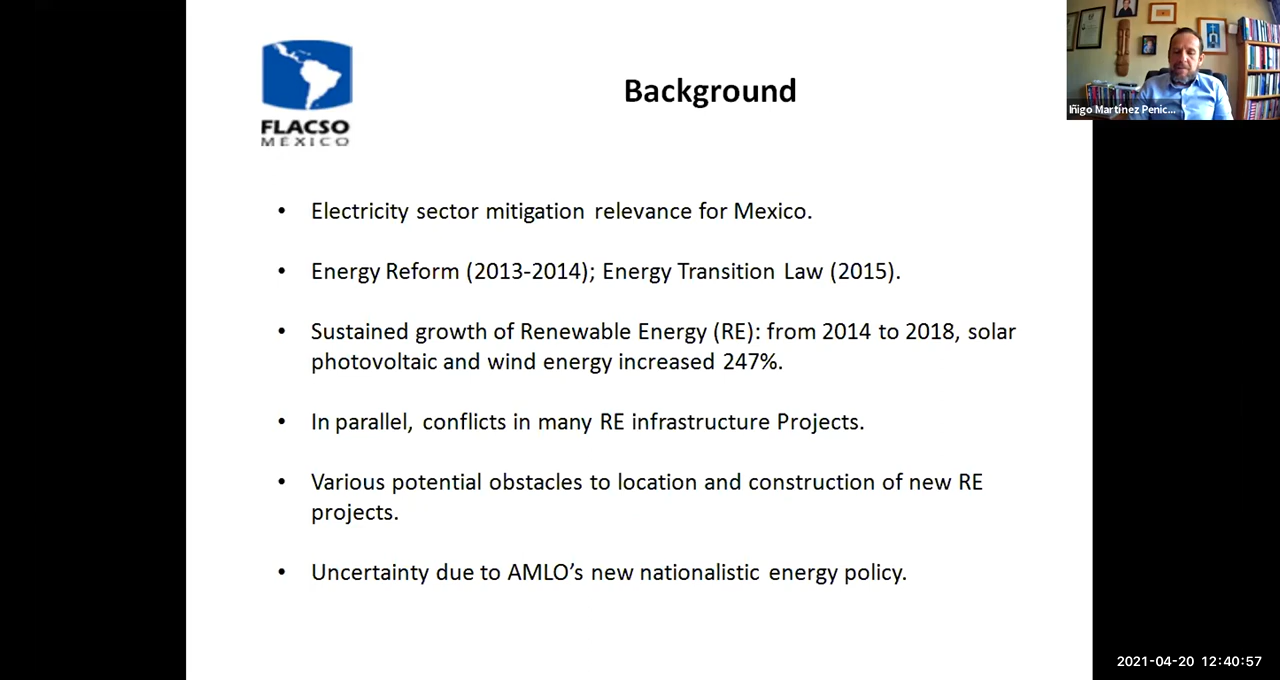 FLACSO
MEXICO
Background
Iñigo Martínez Penic...
• Electricity sector mitigation relevance for Mexico.
• Energy Reform (2013-2014); Energy Transition Law (2015).
• Sustained growth of Renewable Energy (RE): from 2014 to 2018, solar
photovoltaic and wind energy increased 247%.
• In parallel, conflicts in many RE infrastructure Projects.
• Various potential obstacles to location and construction of new RE
projects.
• Uncertainty due to AMLO’s new nationalistic energy policy.
2021-04-20 12:40:57